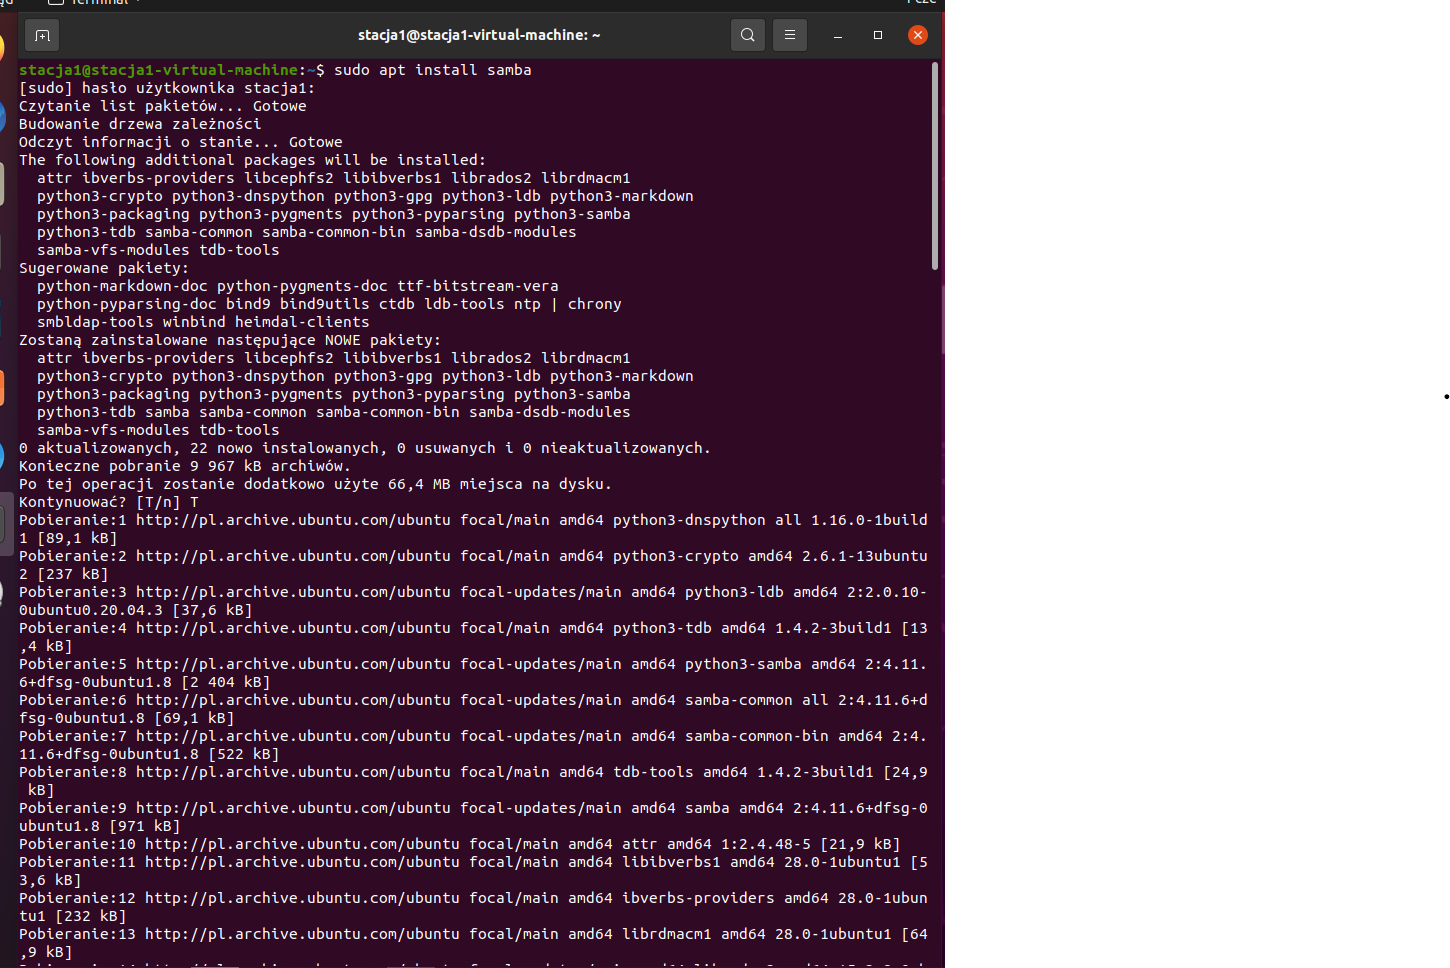 Terminal
stacja1@stacja1-virtual-machine: ~
stacja1@stacja1-virtual-machine:~$ sudo apt install samba
[sudo] hasło użytkownika stacja1:
Czytanie list pakietów... Gotowe
Budowanie drzewa zależności
Odczyt informacji o stanie... Gotowe
The following additional packages will be installed:
attr ibverbs-providers libcephfs2 libibverbs1 librados2 librdmacm1
python3-crypto python3-dnspython python3-gpg python3-ldb python3-markdown
python3-packaging python3-pygments python3-pyparsing python3-samba
python3-tdb samba-common samba-common-bin samba-dsdb-modules
samba-vfs-modules tdb-tools
Sugerowane pakiety:
python-markdown-doc python-pygments-doc ttf-bitstream-vera
python-pyparsing-doc bind9 bind9utils ctdb ldb-tools ntp | chrony
smbldap-tools winbind heimdal-clients
Zostaną zainstalowane następujące NOWE pakiety:
attr ibverbs-providers libcephfs2 libibverbs1 librados2 librdmacm1
python3-crypto python3-dnspython python3-gpg python3-ldb python3-markdown
python3-packaging python3-pygments python3-pyparsing python3-samba
python3-tdb samba samba-common samba-common-bin samba-dsdb-modules
samba-vfs-modules tdb-tools
0 aktualizowanych, 22 nowo instalowanych, 0 usuwanych i 0 nieaktualizowanych.
Konieczne pobranie 9 967 kB archiwów.
Po tej operacji zostanie dodatkowo użyte 66,4 MB miejsca na dysku.
Kontynuować? [T/n] T
Pobieranie:1 http://pl.archive.ubuntu.com/ubuntu focal/main amd64 python3-dnspython all 1.16.0-1build
1 [89,1 kB]
Pobieranie:2 http://pl.archive.ubuntu.com/ubuntu focal/main amd64 python3-crypto amd64 2.6.1-13ubuntu
2 [237 kB]
Pobieranie:3 http://pl.archive.ubuntu.com/ubuntu focal-updates/main amd64 python3-ldb amd64 2:2.0.10-
0ubuntu0.20.04.3 [37,6 kB]
Pobieranie:4 http://pl.archive.ubuntu.com/ubuntu focal/main amd64 python3-tdb amd64 1.4.2-3build1 [13
,4 kB]
Pobieranie:5 http://pl.archive.ubuntu.com/ubuntu focal-updates/main amd64 python3-samba amd64 2:4.11.
6+dfsg-0ubuntu1.8 [2 404 kB]
Pobieranie:6 http://pl.archive.ubuntu.com/ubuntu focal-updates/main amd64 samba-common all 2:4.11.6+d
fsg-0ubuntu1.8 [69,1 kB]
Pobieranie:7 http://pl.archive.ubuntu.com/ubuntu focal-updates/main amd64 samba-common-bin amd64 2:4.
11.6+dfsg-0ubuntu1.8 [522 kB]
Pobieranie:8 http://pl.archive.ubuntu.com/ubuntu focal/main amd64 tdb-tools amd64 1.4.2-3build1 [24,9
kB]
Pobieranie:9 http://pl.archive.ubuntu.com/ubuntu focal-updates/main amd64 samba amd64 2:4.11.6+dfsg-0
ubuntu1.8 [971 kB]
Pobieranie:10 http://pl.archive.ubuntu.com/ubuntu focal/main amd64 attr amd64 1:2.4.48-5 [21,9 kB]
Pobieranie:11 http://pl.archive.ubuntu.com/ubuntu focal/main amd64 libibverbs1 amd64 28.0-1ubuntu1 [5
3,6 kB]
Pobieranie:12 http://pl.archive.ubuntu.com/ubuntu focal/main amd64 ibverbs-providers amd64 28.0-1ubun
tu1 [232 kB]
Pobieranie:13 http://pl.archive.ubuntu.com/ubuntu focal/main amd64 librdmacm1 amd64 28.0-1ubuntu1 [64
,9 kB]